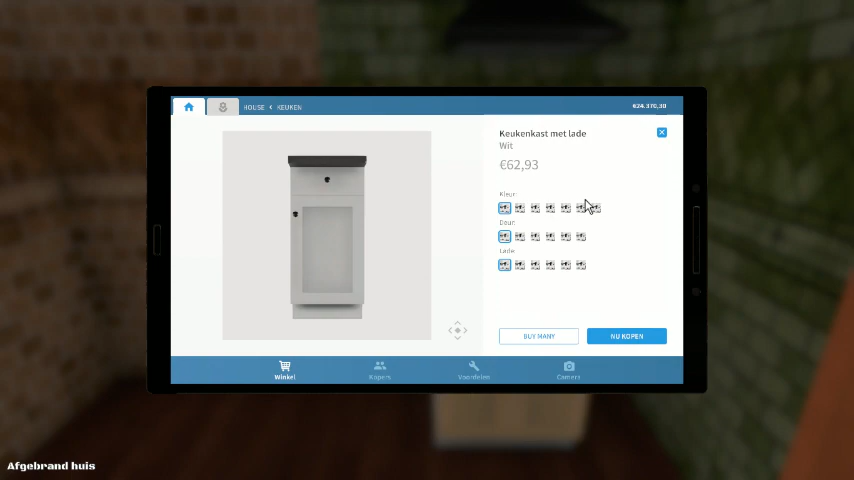 HOUSE < KEUKEN
€24.370,30
Keukenkast met lade
Wit
€62,93
Kleur:
Deur:
Lade:
BUY MANY
NU KOPEN
Winkel
Kopers
Voordelen
Camera
Afgebrand huis